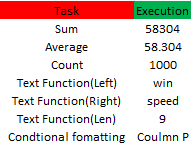 Task Execution
Sum 58304
Average 58.304
Count 1000
Text Function(Left) win
Text Function(Right) speed
Text Function(Len) 9
Condtional fomatting Coulmn P